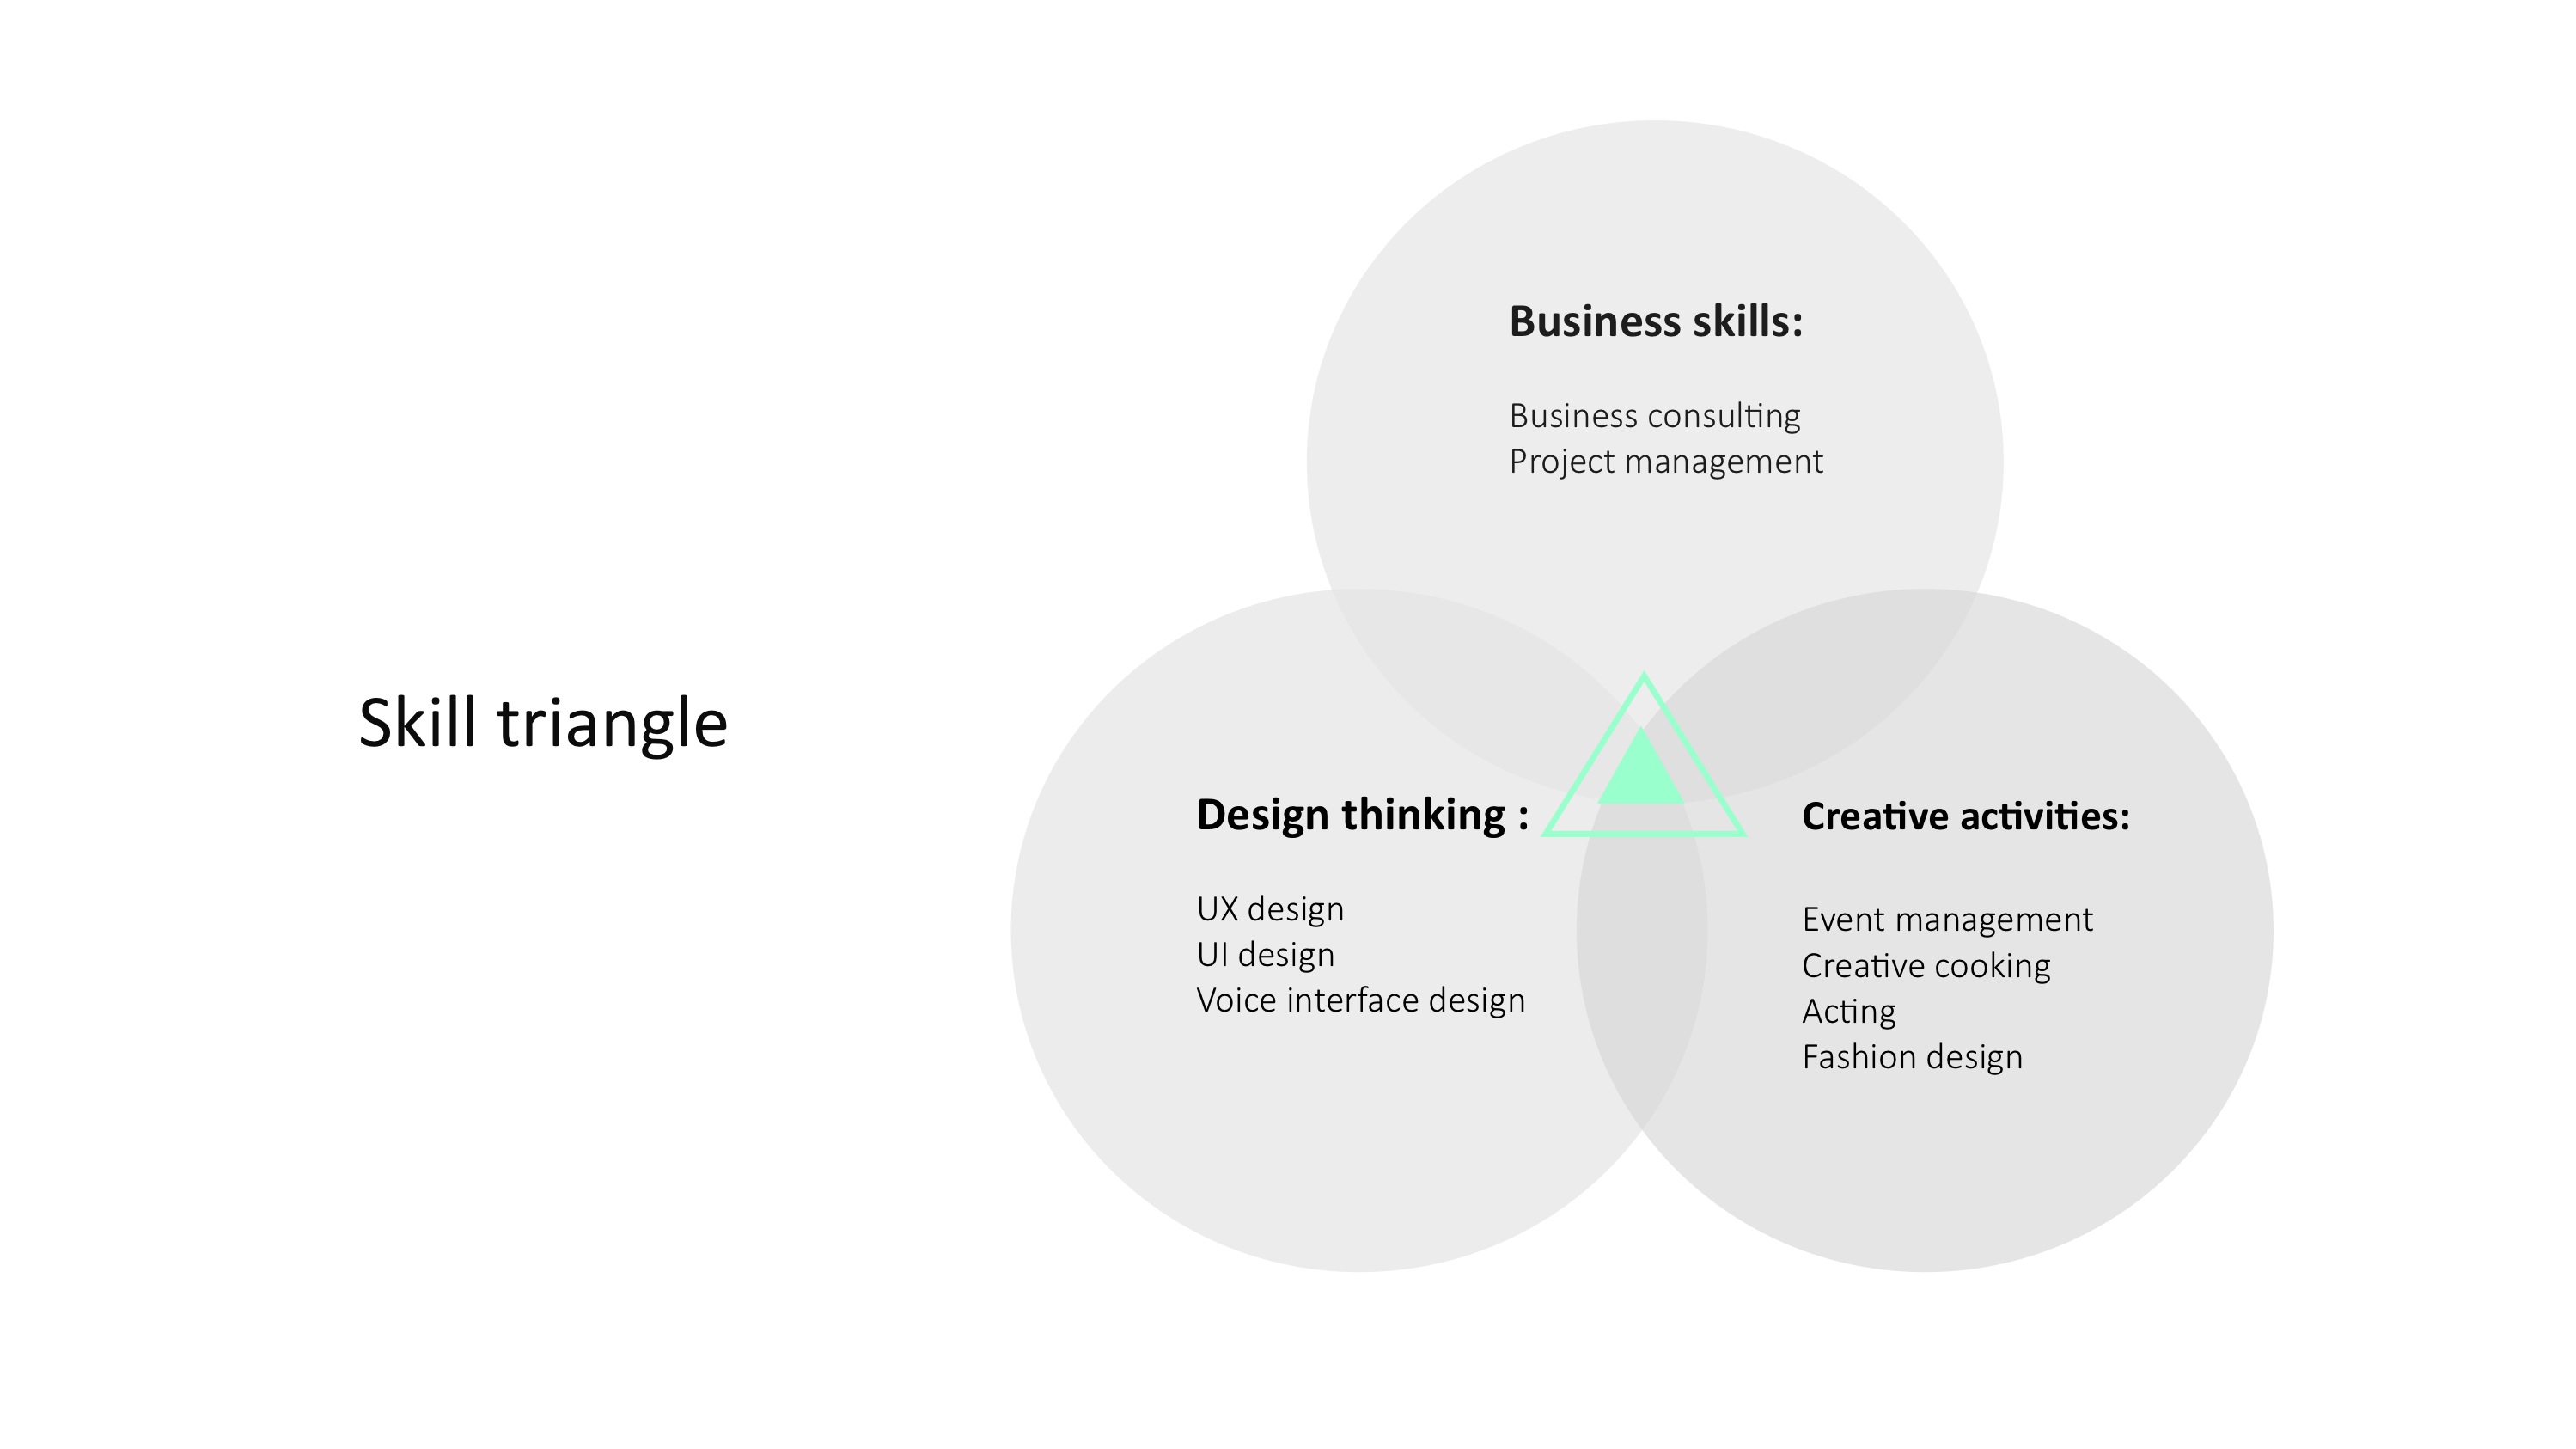 Skill triangle
Business skills:
Business consulting
Project management
Design thinking :
UX design
UI design
Voice interface design
Creative activities:
Event management
Creative cooking
Acting
Fashion design